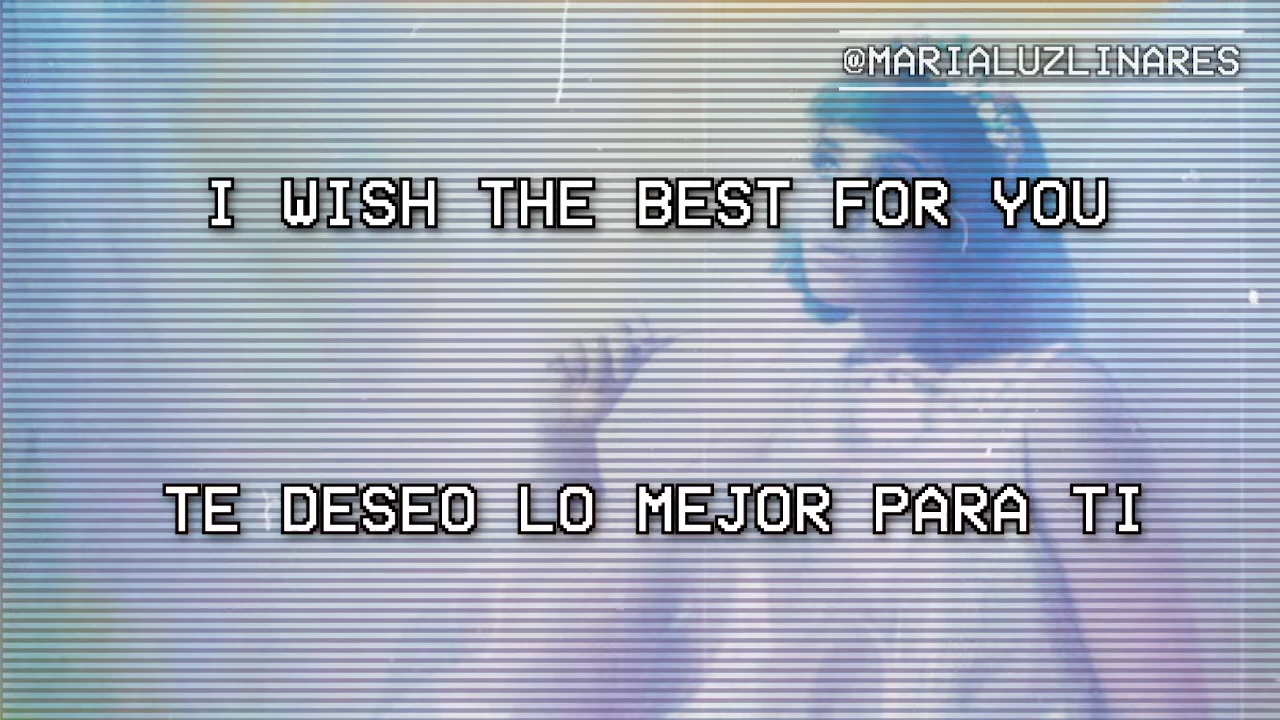 @MARIALUZLINARES
I WISH THE BEST FOR YOU
TE DESEO LO MEJOR PARA TI